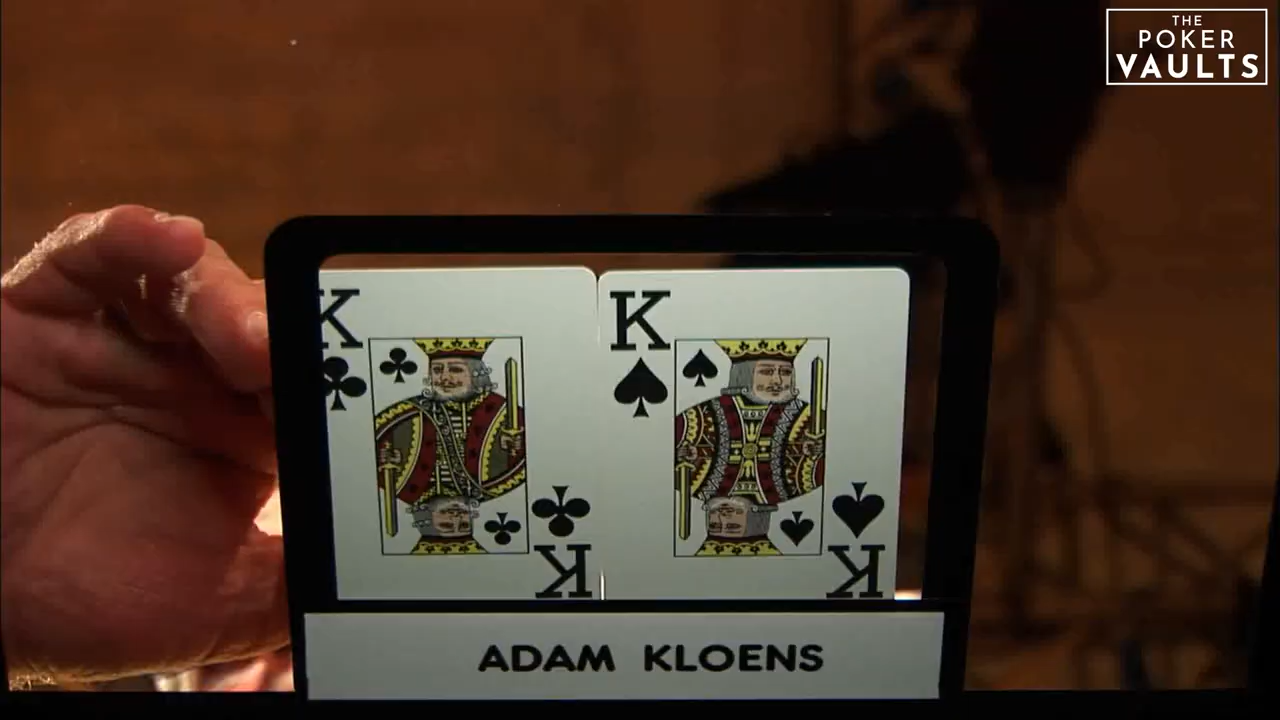 THE
POKER
VAULTS
K K
K K
ADAM KLOENS